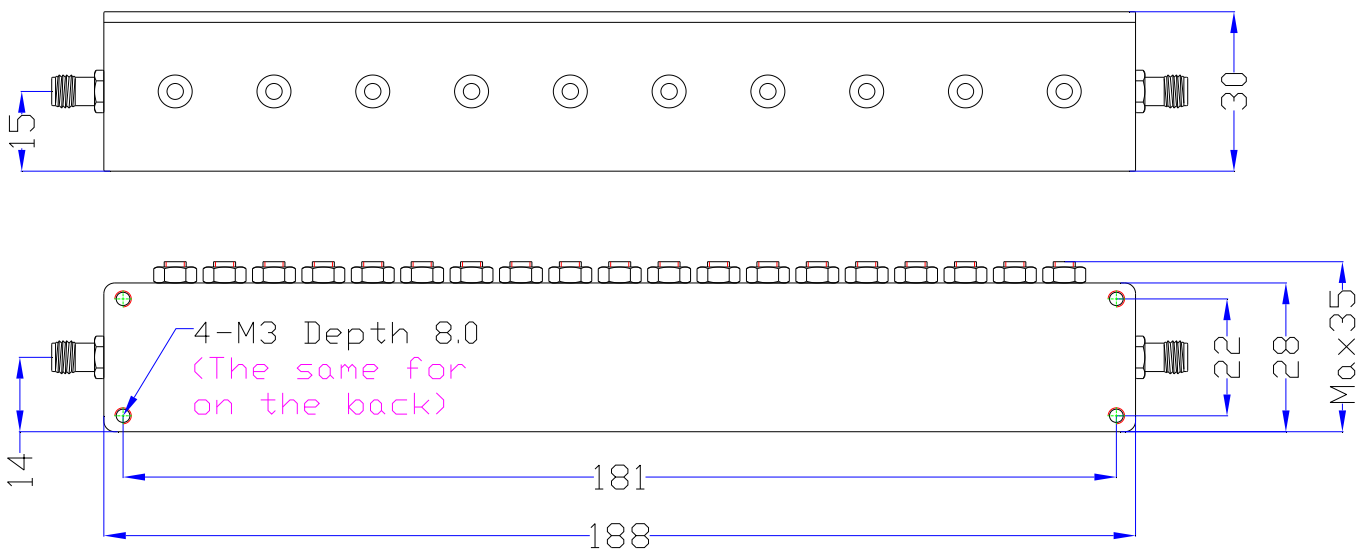 15
30
4-M3 Depth 8.0
(The same for
on the back)
14
22
28
Max35
181
188